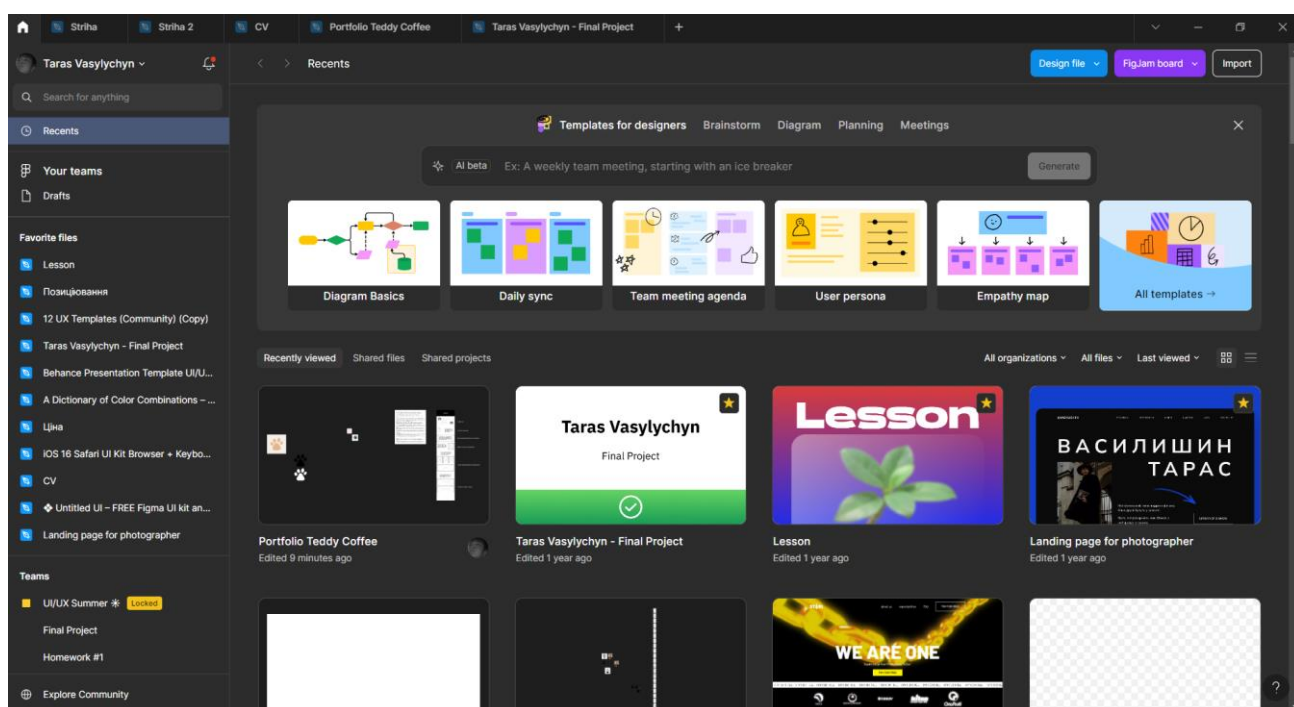 Striha
Striha 2
CV
Portfolio Teddy Coffee
Taras Vasylychyn - Final Project
Taras Vasylychyn
Recents
Design file
FigJam board
Import
Search for anything
Recents
Your teams
Drafts
Favorite files
Lesson
Позиціювання
12 UX Templates (Community) (Copy)
Taras Vasylychyn - Final Project
Behance Presentation Template UI/U...
A Dictionary of Color Combinations – ...
Ціна
iOS 16 Safari UI Kit Browser + Keybo...
CV
❖ Untitled UI – FREE Figma UI kit an...
Landing page for photographer
Teams
UI/UX Summer ☀ Locked
Final Project
Homework #1
Explore Community
Templates for designers Brainstorm Diagram Planning Meetings
AI beta Ex: A weekly team meeting, starting with an ice breaker Generate
Diagram Basics
Daily sync
Team meeting agenda
User persona
Empathy map
All templates →
Recently viewed Shared files Shared projects
All organizations All files Last viewed
Taras Vasylychyn
Final Project
Lesson
ВАСИЛИШИН
ТАРАС
Portfolio Teddy Coffee
Edited 9 minutes ago
Taras Vasylychyn - Final Project
Edited 1 year ago
Lesson
Edited 1 year ago
Landing page for photographer
Edited 1 year ago
WE ARE ONE
?